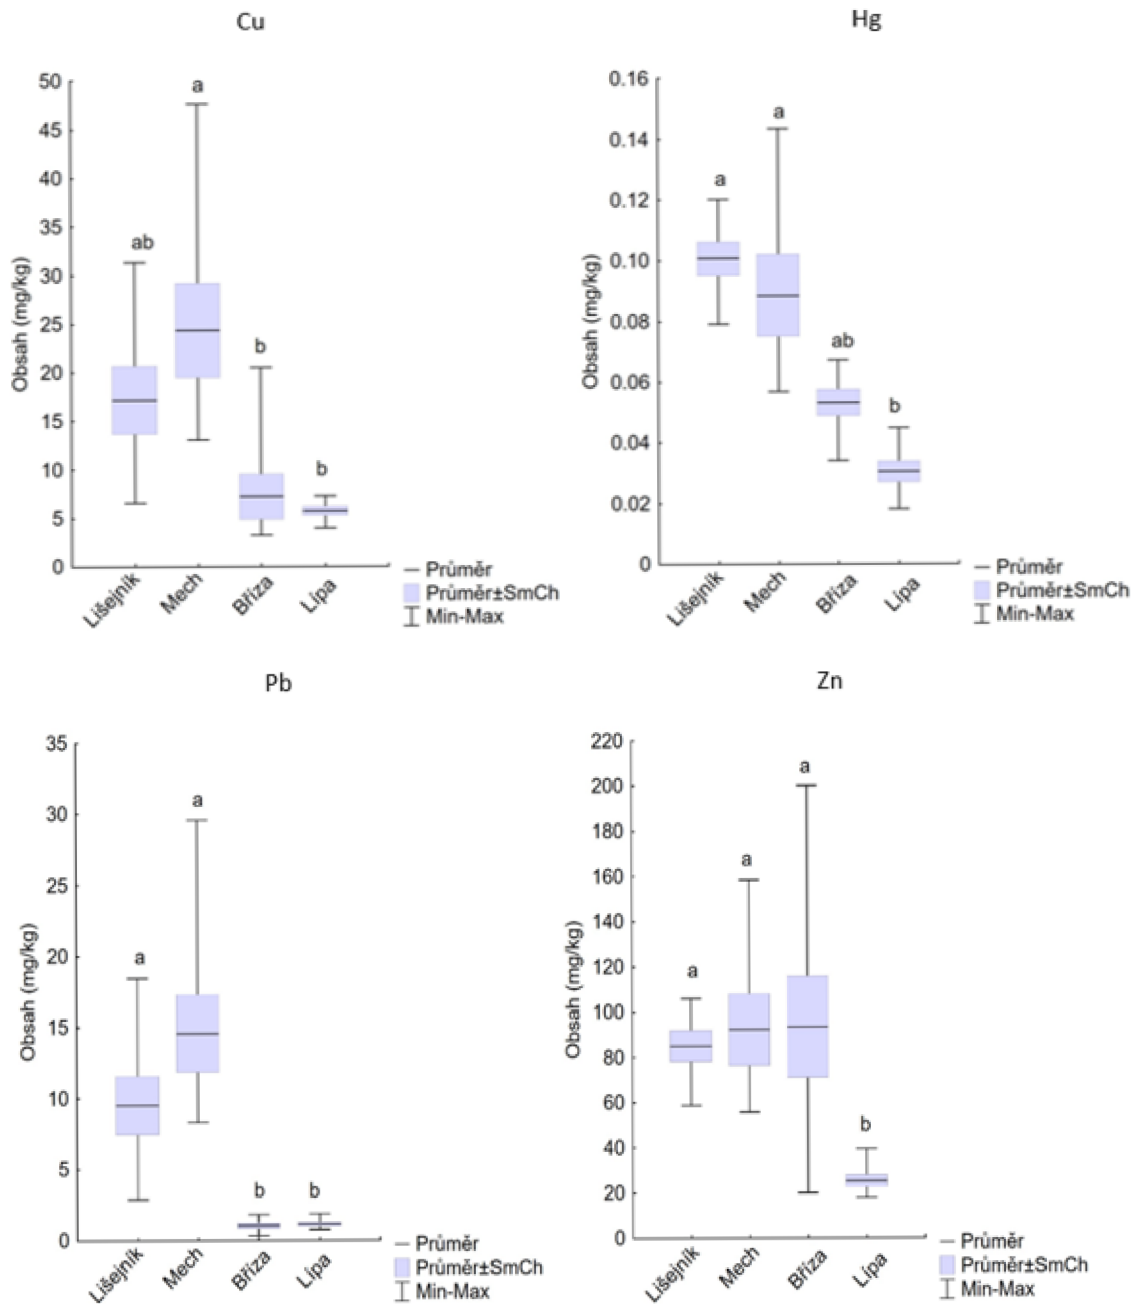 Cu
Hg
50
45
40
35
30
25
20
15
10
5
0
Obsah (mg/kg)
ab
a
b
b
Lišejník
Mech
Bříza
Lípa
Průměr
Průměr±SmCh
Min-Max
0.16
0.14
0.12
0.10
0.08
0.06
0.04
0.02
0
Obsah (mg/kg)
a
a
ab
b
Lišejník
Mech
Bříza
Lípa
Průměr
Průměr±SmCh
Min-Max
Pb
Zn
35
30
25
20
15
10
5
0
Obsah (mg/kg)
a
a
b
b
Lišejník
Mech
Bříza
Lípa
Průměr
Průměr±SmCh
Min-Max
220
200
180
160
140
120
100
80
60
40
20
0
Obsah (mg/kg)
a
a
a
b
Lišejník
Mech
Bříza
Lípa
Průměr
Průměr±SmCh
Min-Max